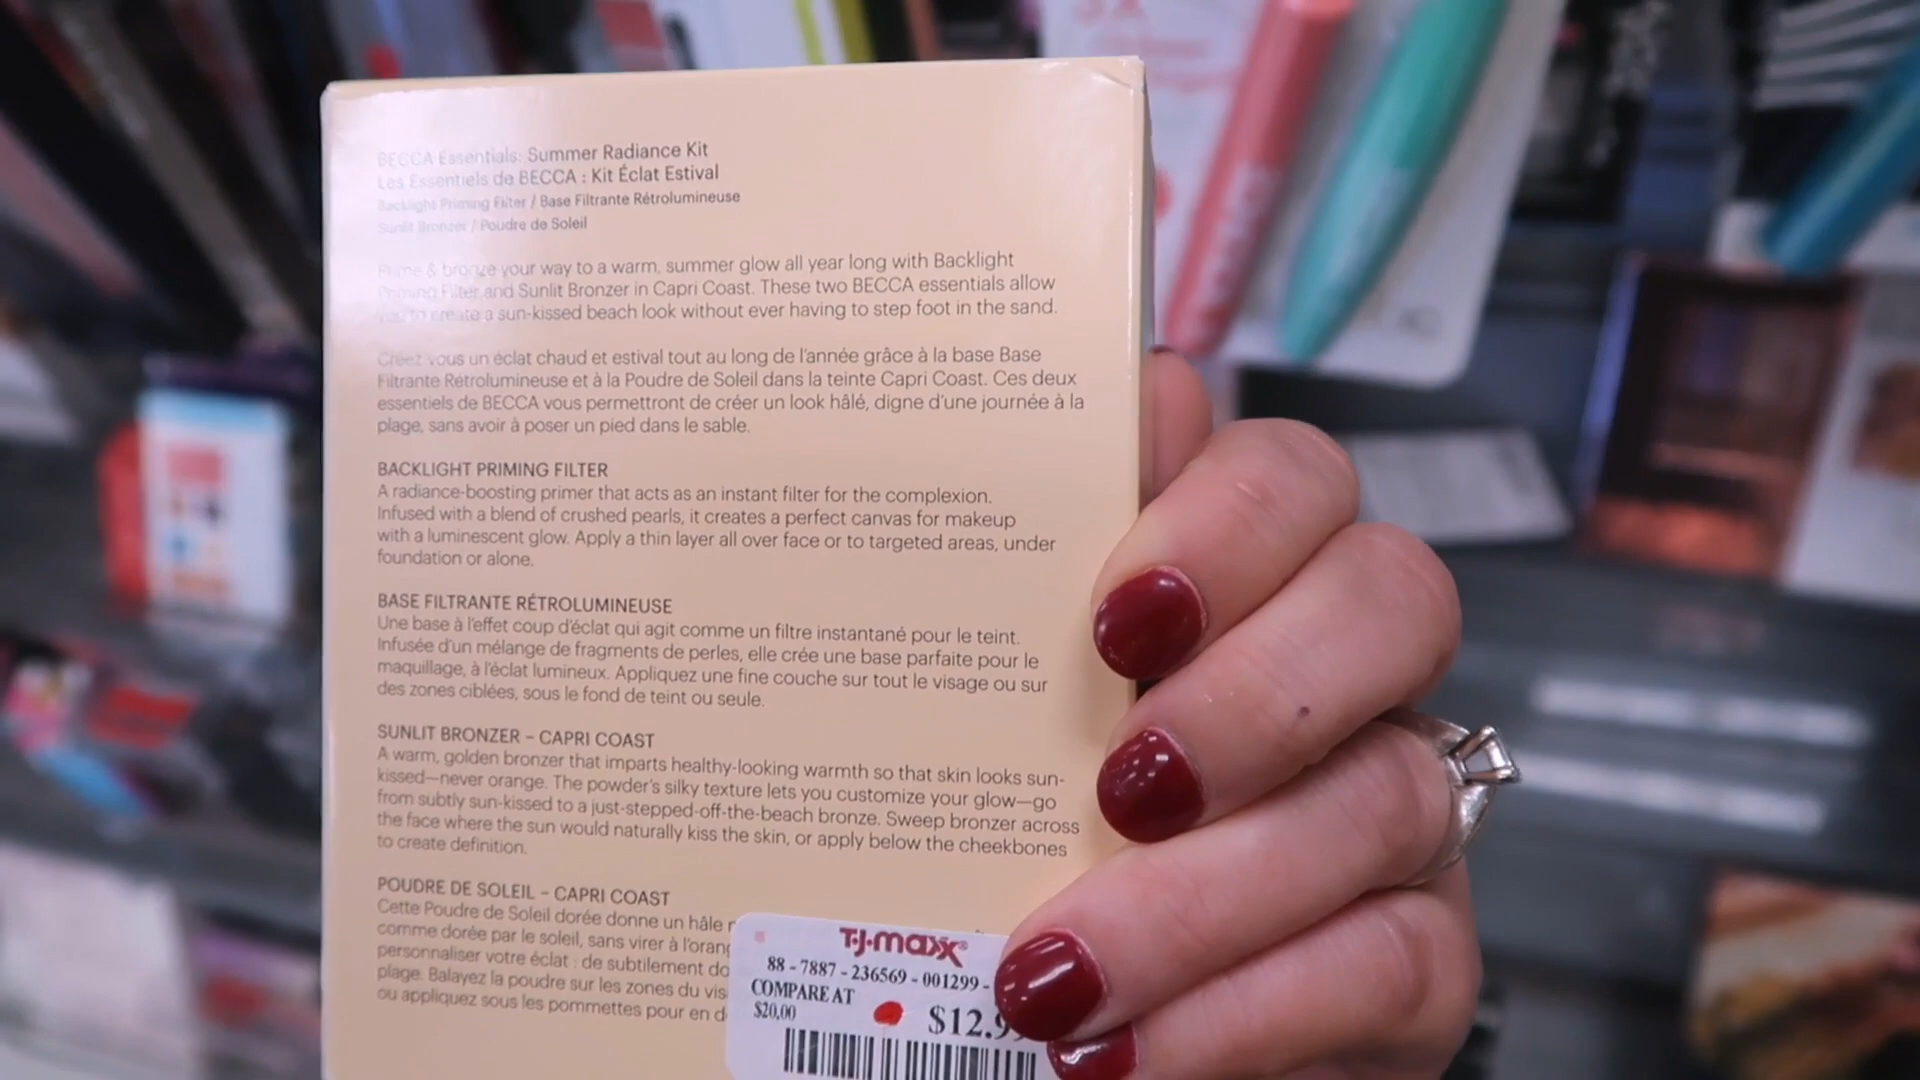 BECCA Essentials: Summer Radiance Kit
Les Essentiels de BECCA : Kit Éclat Estival
Backlight Priming Filter / Base Filtrante Rétrolumineuse
Sunlit Bronzer / Poudre de Soleil
Prime & bronze your way to a warm, summer glow all year long with Backlight
Priming Filter and Sunlit Bronzer in Capri Coast. These two BECCA essentials allow
you to create a sun-kissed beach look without ever having to step foot in the sand.
Créez vous un éclat chaud et estival tout au long de l'année grâce à la base Base
Filtrante Rétrolumineuse et à la Poudre de Soleil dans la teinte Capri Coast. Ces deux
essentiels de BECCA vous permettront de créer un look hâlé, digne d'une journée à la
plage, sans avoir à poser un pied dans le sable.
BACKLIGHT PRIMING FILTER
A radiance-boosting primer that acts as an instant filter for the complexion.
Infused with a blend of crushed pearls, it creates a perfect canvas for makeup
with a luminescent glow. Apply a thin layer all over face or to targeted areas, under
foundation or alone.
BASE FILTRANTE RÉTROLUMINEUSE
Une base à l'effet coup d'éclat qui agit comme un filtre instantané pour le teint.
Infusée d'un mélange de fragments de perles, elle crée une base parfaite pour le
maquillage, à l'éclat lumineux. Appliquez une fine couche sur tout le visage ou sur
des zones ciblées, sous le fond de teint ou seule.
SUNLIT BRONZER – CAPRI COAST
A warm, golden bronzer that imparts healthy-looking warmth so that skin looks sun-
kissed—never orange. The powder's silky texture lets you customize your glow—go
from subtly sun-kissed to a just-stepped-off-the-beach bronze. Sweep bronzer across
the face where the sun would naturally kiss the skin, or apply below the cheekbones
to create definition.
POUDRE DE SOLEIL – CAPRI COAST
Cette Poudre de Soleil dorée donne un hâle
comme dorée par le soleil, sans virer à l'oran
personnaliser votre éclat : de subtilement do
plage. Balayez la poudre sur les zones du vis
ou appliquez sous les pommettes pour en d
T.J.maxx®
88 - 7887 - 236569 - 001299 -
COMPARE AT
$20.00
$12.9